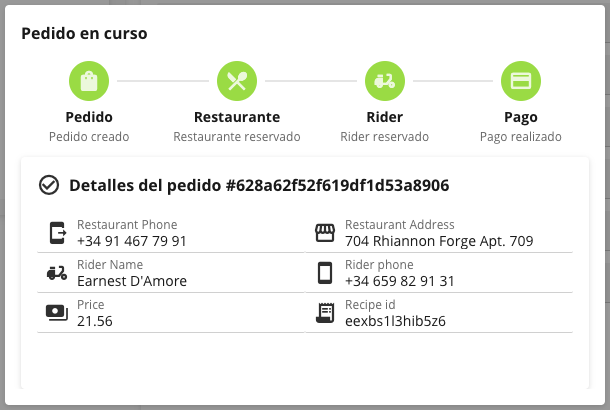 Pedido en curso
Pedido Restaurante Rider Pago
Pedido creado Restaurante reservado Rider reservado Pago realizado
Detalles del pedido #628a62f52f619df1d53a8906
Restaurant Phone Restaurant Address
+34 91 467 79 91 704 Rhiannon Forge Apt. 709
Rider Name Rider phone
Earnest D'Amore +34 659 82 91 31
Price Recipe id
21.56 eexbs1l3hib5z6